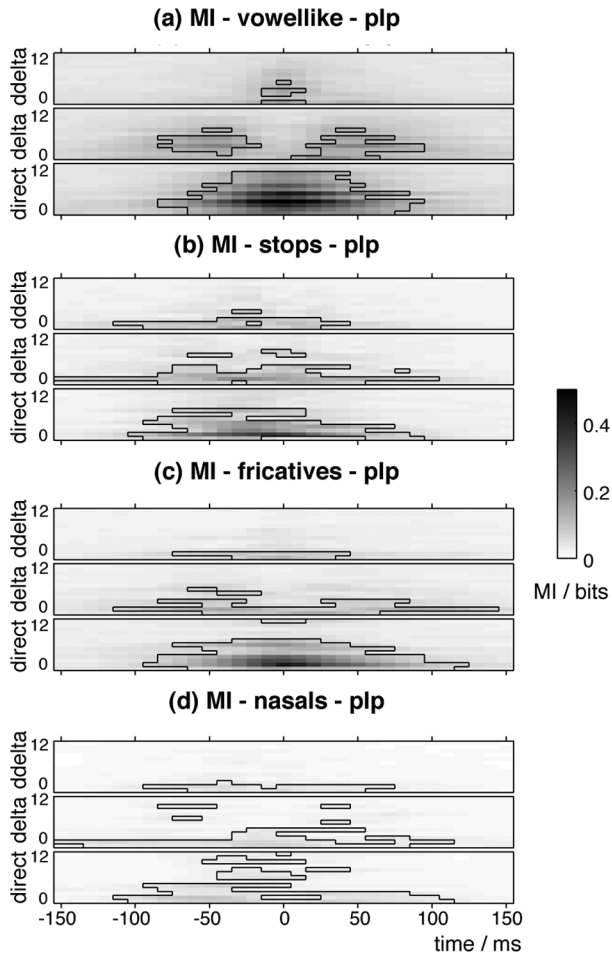 (a) MI - vowellike - plp
12
0
ddelta
12
0
delta
12
0
direct
(b) MI - stops - plp
12
0
ddelta
12
0
delta
12
0
direct
0.4
0.2
0
MI / bits
(c) MI - fricatives - plp
12
0
ddelta
12
0
delta
12
0
direct
(d) MI - nasals - plp
12
0
ddelta
12
0
delta
12
0
direct
-150 -100 -50 0 50 100 150
time / ms